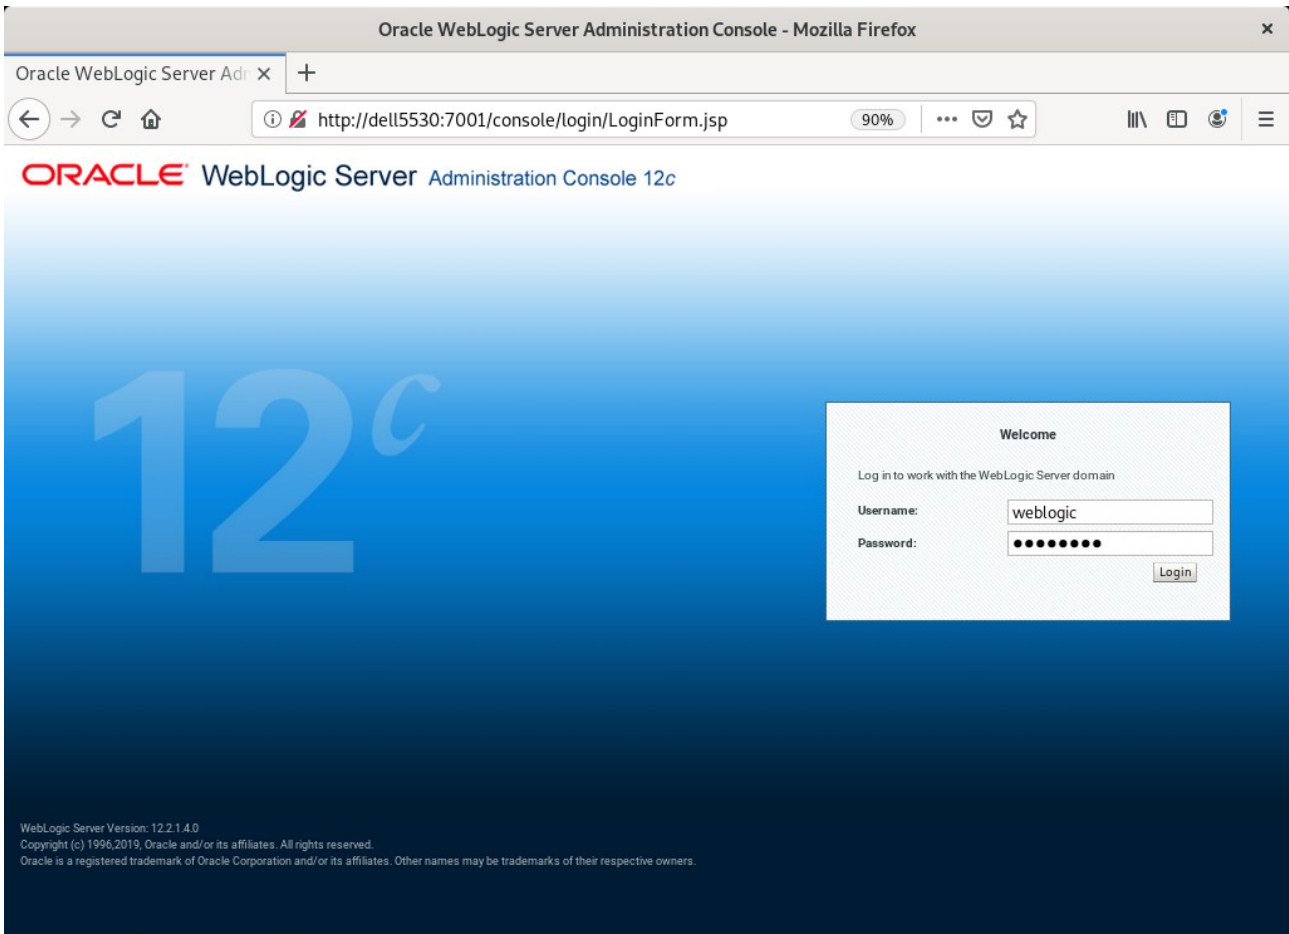 Oracle WebLogic Server Administration Console - Mozilla Firefox
Oracle WebLogic Server Adr
http://dell5530:7001/console/login/LoginForm.jsp
90%
ORACLE® WebLogic Server Administration Console 12c
12c
Welcome
Log in to work with the WebLogic Server domain
Username: weblogic
Password: ●●●●●●●●
Login
WebLogic Server Version: 12.2.1.4.0
Copyright (c) 1996,2019, Oracle and/or its affiliates. All rights reserved.
Oracle is a registered trademark of Oracle Corporation and/or its affiliates. Other names may be trademarks of their respective owners.